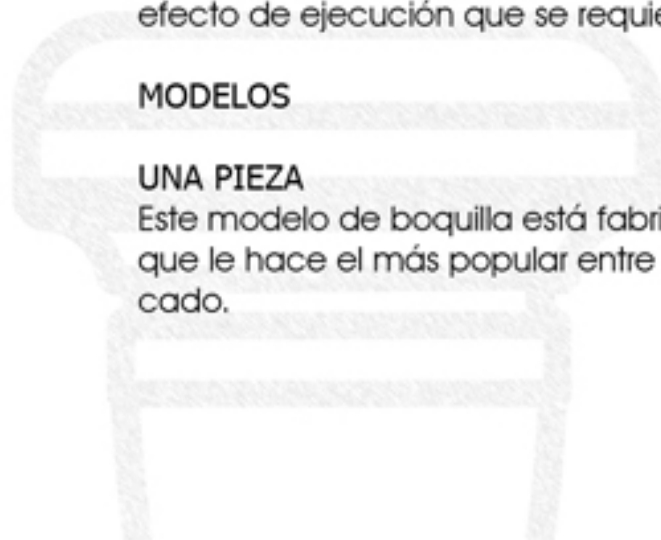 efecto de ejecución que se requie
MODELOS
UNA PIEZA
Este modelo de boquilla está fabri
que le hace el más popular entre
cado.